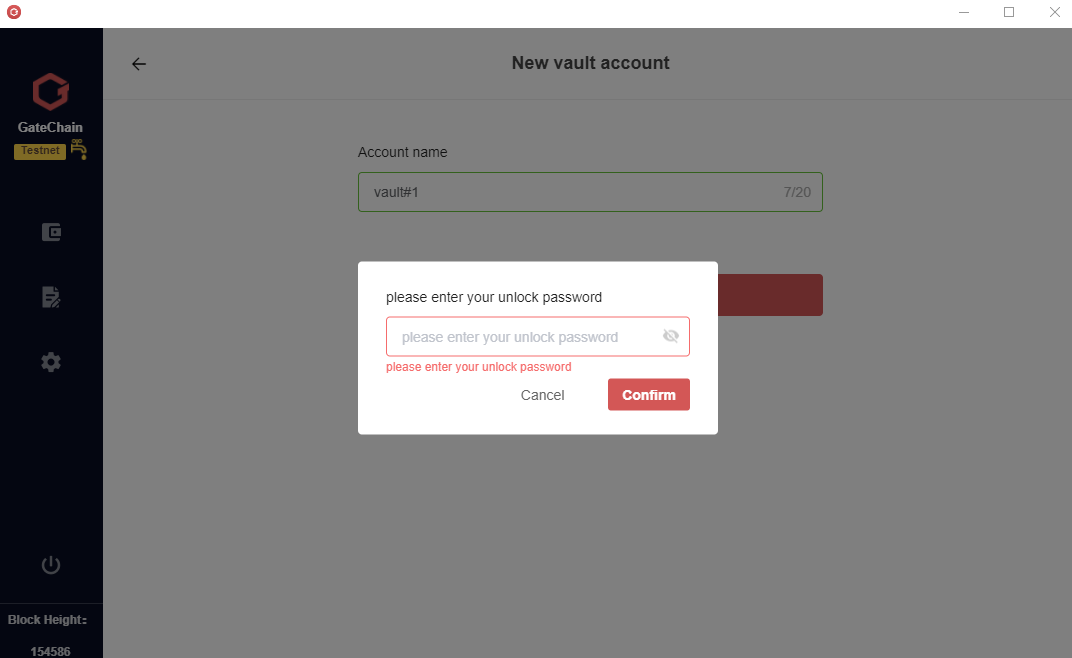 New vault account
GateChain
Testnet
Account name
vault#1 7/20
please enter your unlock password
please enter your unlock password
please enter your unlock password
Cancel Confirm
Block Height:
154586